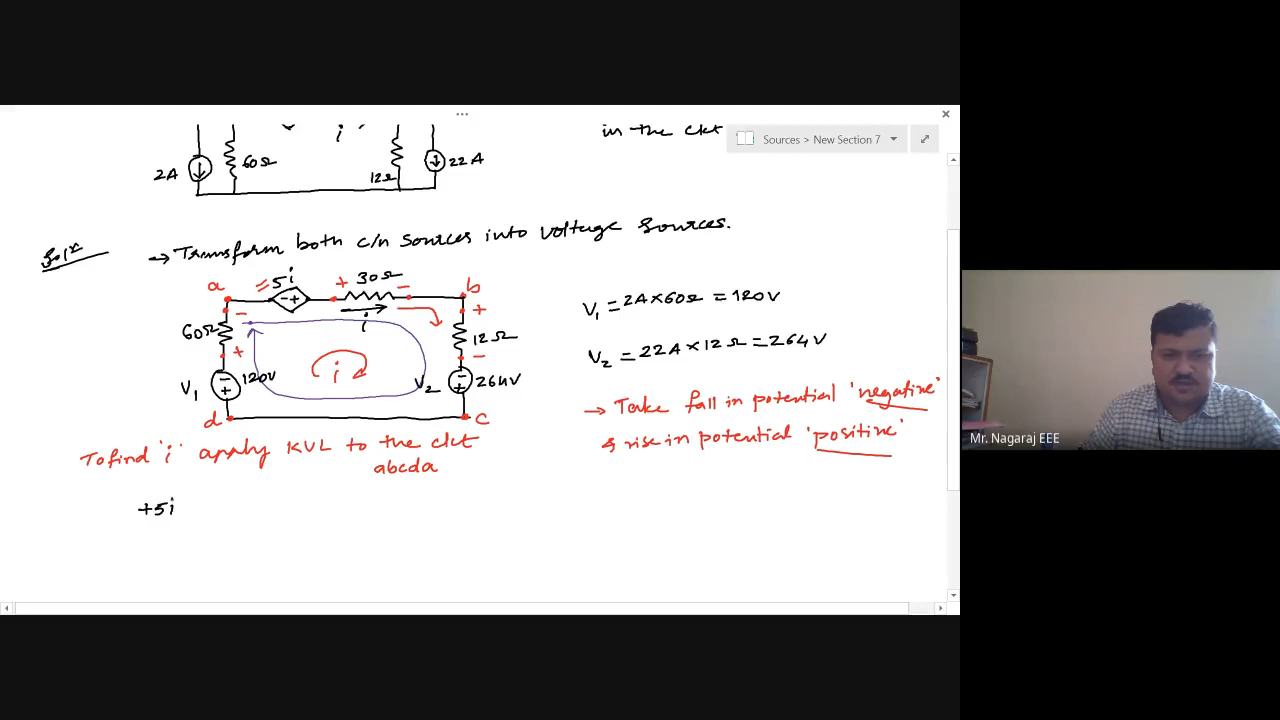 i
in the ckt
Sources > New Section 7
2A
60Ω
12Ω
22A
Sol^n
→ Transform both c/n sources into voltage sources.
a
= 5i
- +
+ 30Ω -
b
i
60Ω
-
+
+
12Ω
-
V₁
-
+
120V
i
V₂
-
+
264V
d
c
V₁ = 2A × 60Ω = 120V
V₂ = 22A × 12Ω = 264V
→ Take fall in potential 'negative'
& rise in potential 'positive'
To find 'i' apply KVL to the ckt
abcda
+5i
Mr. Nagaraj EEE